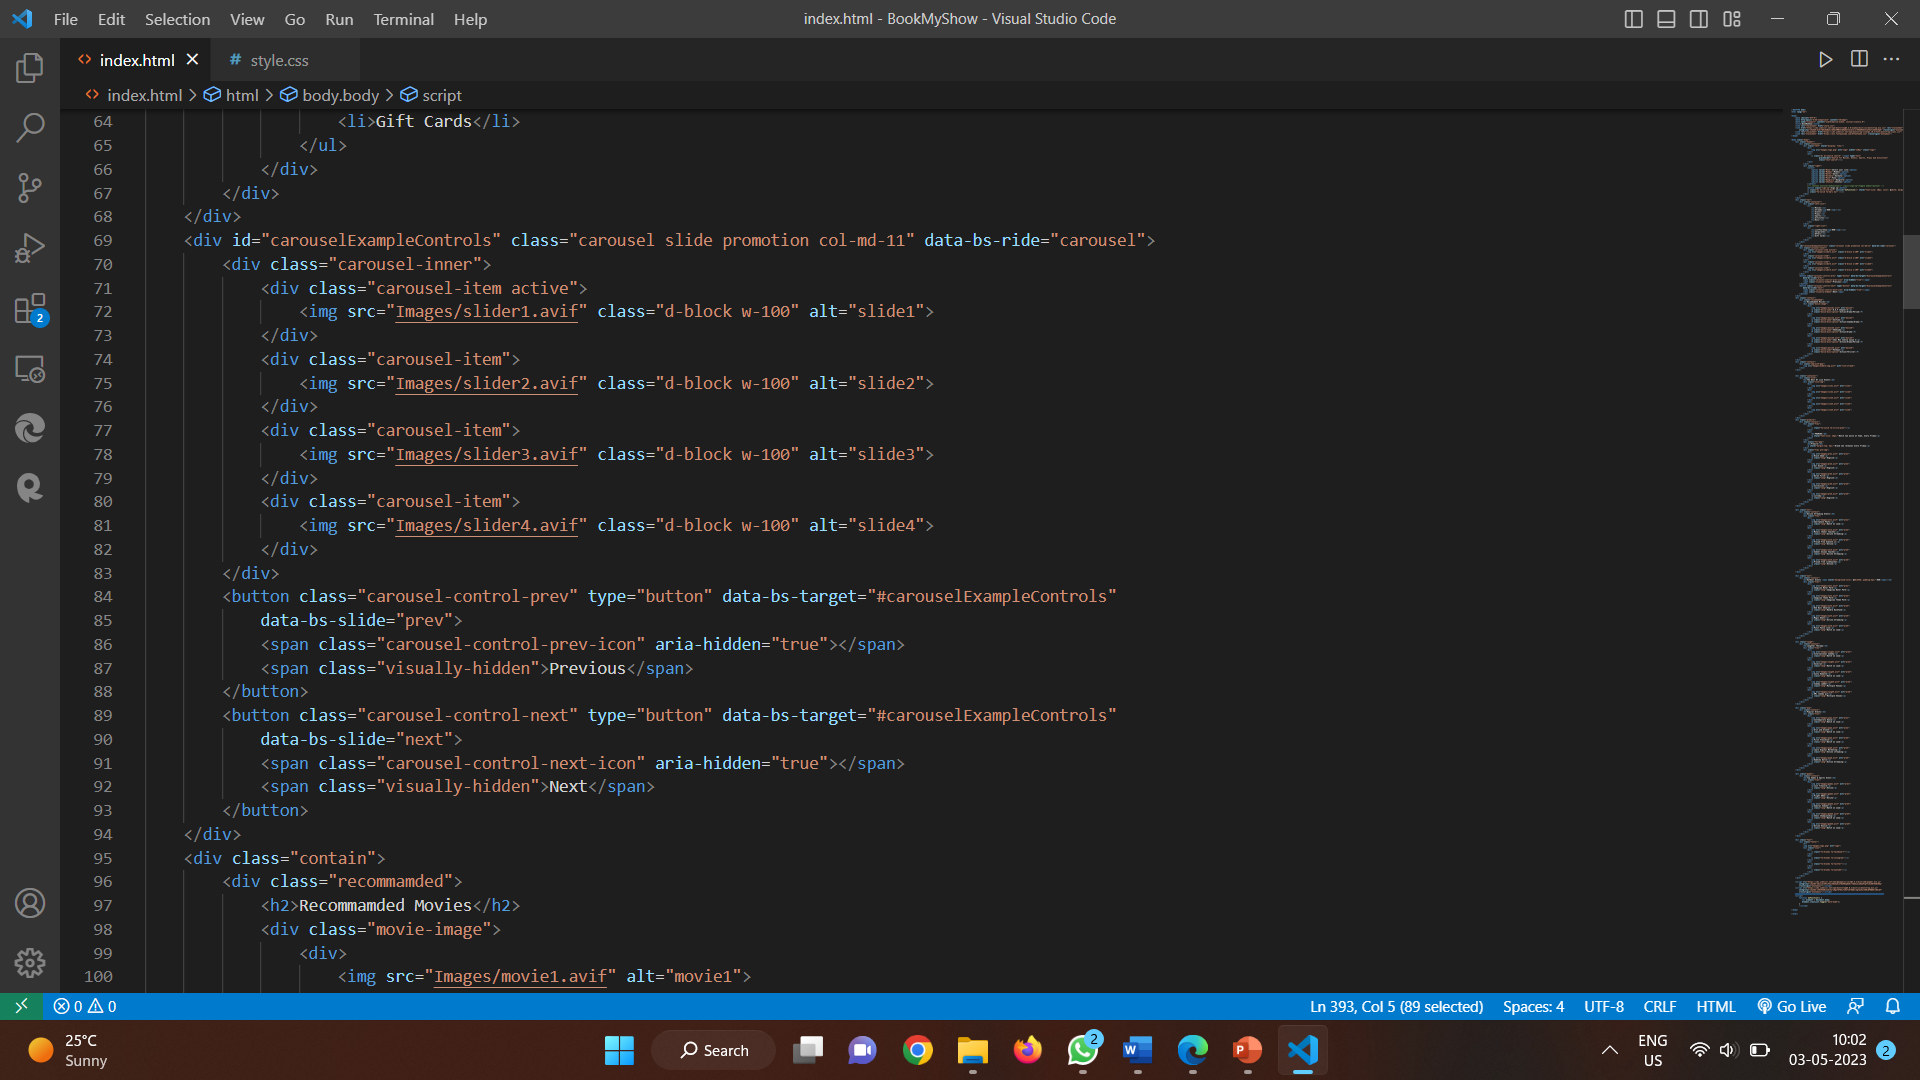 File Edit Selection View Go Run Terminal Help
index.html - BookMyShow - Visual Studio Code
index.html
# style.css
index.html > html > body.body > script
64 <li>Gift Cards</li>
65 </ul>
66 </div>
67 </div>
68 </div>
69 <div id="carouselExampleControls" class="carousel slide promotion col-md-11" data-bs-ride="carousel">
70 <div class="carousel-inner">
71 <div class="carousel-item active">
72 <img src="Images/slider1.avif" class="d-block w-100" alt="slide1">
73 </div>
74 <div class="carousel-item">
75 <img src="Images/slider2.avif" class="d-block w-100" alt="slide2">
76 </div>
77 <div class="carousel-item">
78 <img src="Images/slider3.avif" class="d-block w-100" alt="slide3">
79 </div>
80 <div class="carousel-item">
81 <img src="Images/slider4.avif" class="d-block w-100" alt="slide4">
82 </div>
83 </div>
84 <button class="carousel-control-prev" type="button" data-bs-target="#carouselExampleControls"
85 data-bs-slide="prev">
86 <span class="carousel-control-prev-icon" aria-hidden="true"></span>
87 <span class="visually-hidden">Previous</span>
88 </button>
89 <button class="carousel-control-next" type="button" data-bs-target="#carouselExampleControls"
90 data-bs-slide="next">
91 <span class="carousel-control-next-icon" aria-hidden="true"></span>
92 <span class="visually-hidden">Next</span>
93 </button>
94 </div>
95 <div class="contain">
96 <div class="recommamded">
97 <h2>Recommamded Movies</h2>
98 <div class="movie-image">
99 <div>
100 <img src="Images/movie1.avif" alt="movie1">
2
0 0
Ln 393, Col 5 (89 selected) Spaces: 4 UTF-8 CRLF HTML Go Live
25°C
Sunny
Search
2
ENG
US
10:02
03-05-2023
2